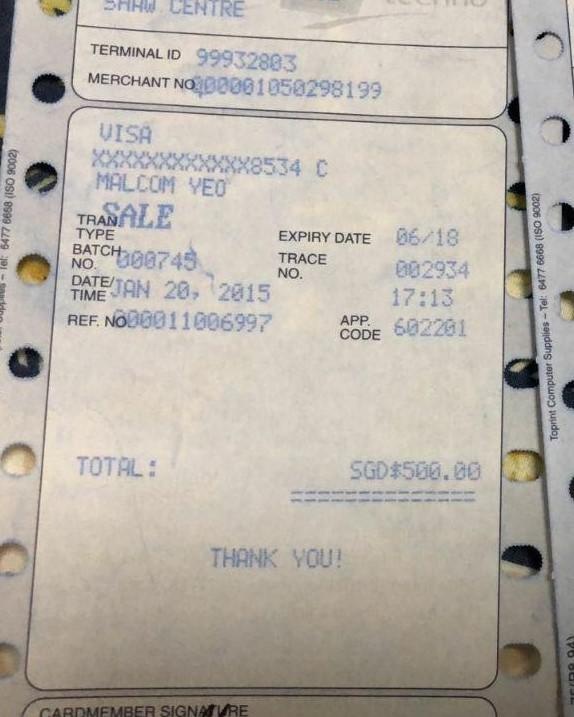 SHAW CENTRE
techno
TERMINAL ID 99932803
MERCHANT NO. 000001050298199
VISA
XXXXXXXXXXXX8534 C
MALCOM YEO
TRAN. TYPE SALE
EXPIRY DATE 06/18
BATCH NO. 000745
TRACE NO. 002934
DATE/TIME JAN 20, 2015 17:13
REF. NO. 000011006997
APP. CODE 602201
TOTAL: SGD$500.00
==============
THANK YOU!
CARDMEMBER SIGNATURE
Supplies – Tel: 6477 6668 (ISO 9002)
Toprint Computer Supplies – Tel: 6477 6668 (ISO 9002)